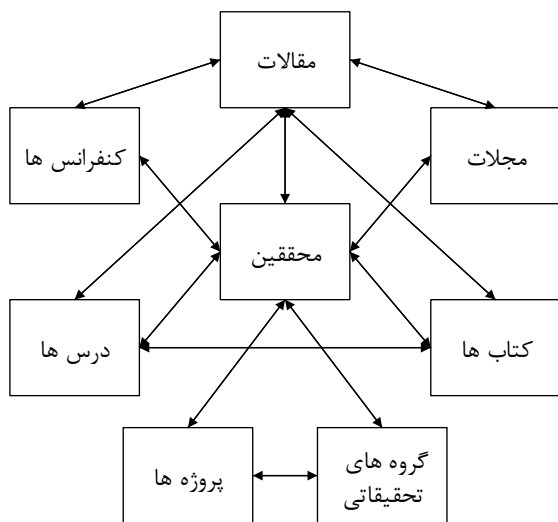 مقالات
مجلات
کنفرانس ها
محققین
کتاب ها
درس ها
گروه های
تحقیقاتی
پروژه ها